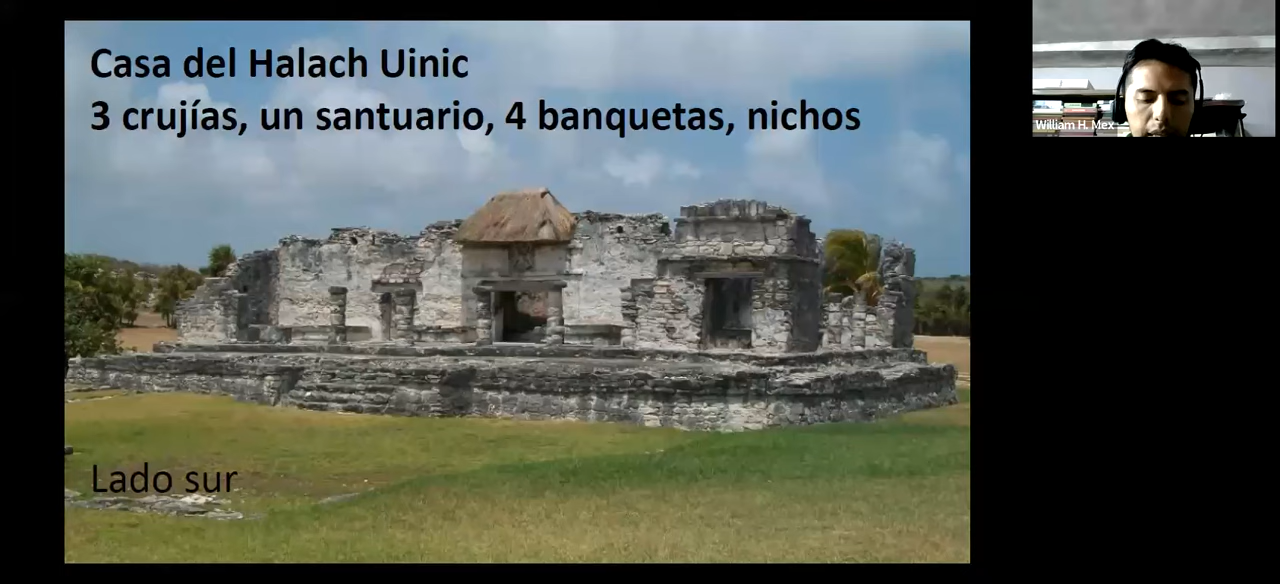 Casa del Halach Uinic
3 crujías, un santuario, 4 banquetas, nichos
William H. Mex
Lado sur